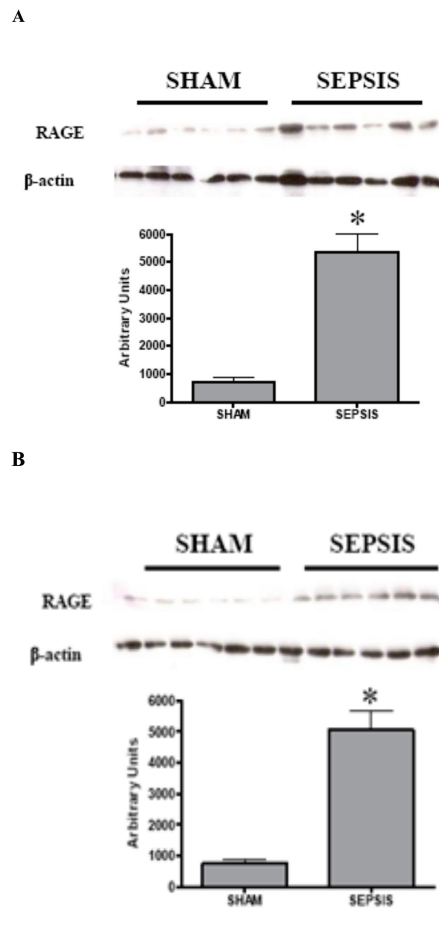 A
SHAM SEPSIS
RAGE
β-actin
*
6000
5000
4000
3000
2000
1000
0
Arbitrary Units
SHAM SEPSIS
B
SHAM SEPSIS
RAGE
β-actin
*
6000
5000
4000
3000
2000
1000
0
Arbitrary Units
SHAM SEPSIS